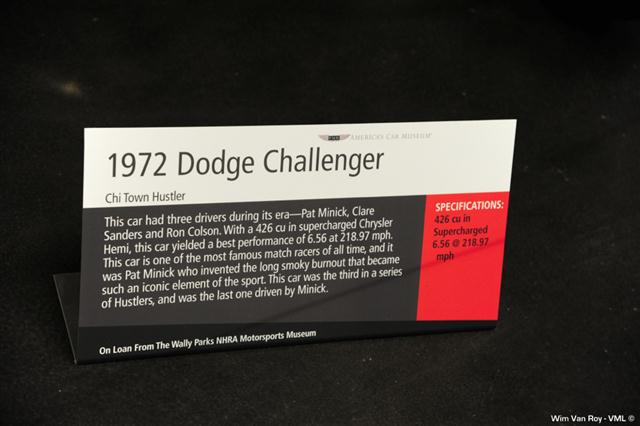 AMERICA'S CAR MUSEUM®
1972 Dodge Challenger
Chi Town Hustler
This car had three drivers during its era—Pat Minick, Clare
Sanders and Ron Colson. With a 426 cu in supercharged Chrysler
Hemi, this car yielded a best performance of 6.56 at 218.97 mph.
This car is one of the most famous match racers of all time, and it
was Pat Minick who invented the long smoky burnout that became
such an iconic element of the sport. This car was the third in a series
of Hustlers, and was the last one driven by Minick.
SPECIFICATIONS:
426 cu in
Supercharged
6.56 @ 218.97
mph
On Loan From The Wally Parks NHRA Motorsports Museum
Wim Van Roy - VML ©